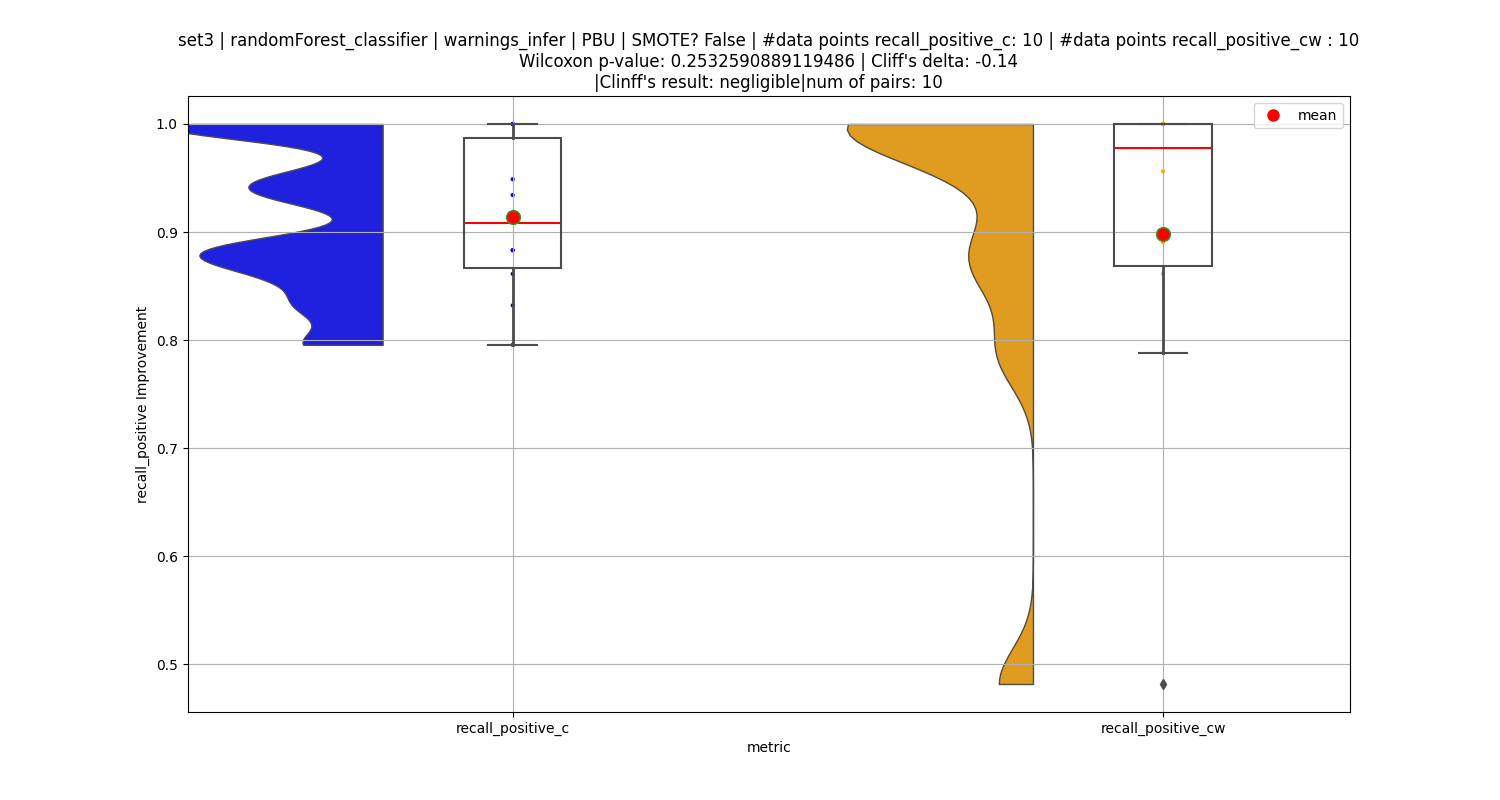 set3 | randomForest_classifier | warnings_infer | PBU | SMOTE? False | #data points recall_positive_c: 10 | #data points recall_positive_cw : 10
Wilcoxon p-value: 0.2532590889119486 | Cliff's delta: -0.14
|Clinff's result: negligible|num of pairs: 10
mean
1.0
0.9
0.8
0.7
0.6
0.5
recall_positive Improvement
recall_positive_c
recall_positive_cw
metric